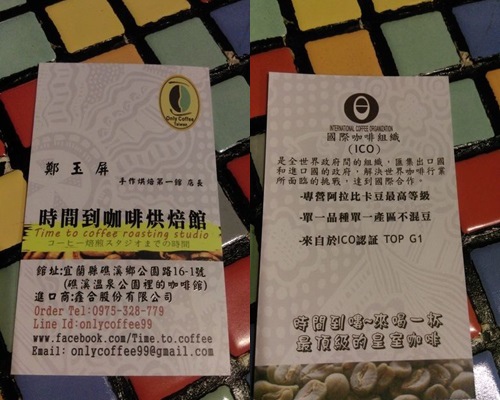 Only Coffee
Taiwan
鄭玉屏
手作烘焙第一館 店長
時間到咖啡烘焙館
Time to coffee roasting studio
コーヒー焙煎スタジオまでの時間
館址:宜蘭縣礁溪鄉公園路16-1號
(礁溪溫泉公園裡的咖啡館)
進口商:鑫合股份有限公司
Order Tel:0975-328-779
Line Id:onlycoffee99
www.facebook.com/Time.to.coffee
Email: onlycoffee99@gmail.com
INTERNATIONAL COFFEE ORGANIZATION
國際咖啡組織
(ICO)
是全世界政府間的組織,匯集出口國
和進口國的政府,解決世界咖啡行業
所面臨的挑戰,達到國際合作。
·專營阿拉比卡豆最高等級
·單一品種單一產區不混豆
·來自於ICO認証 TOP G1
時間到嘍~來喝一杯
最頂級的皇室咖啡